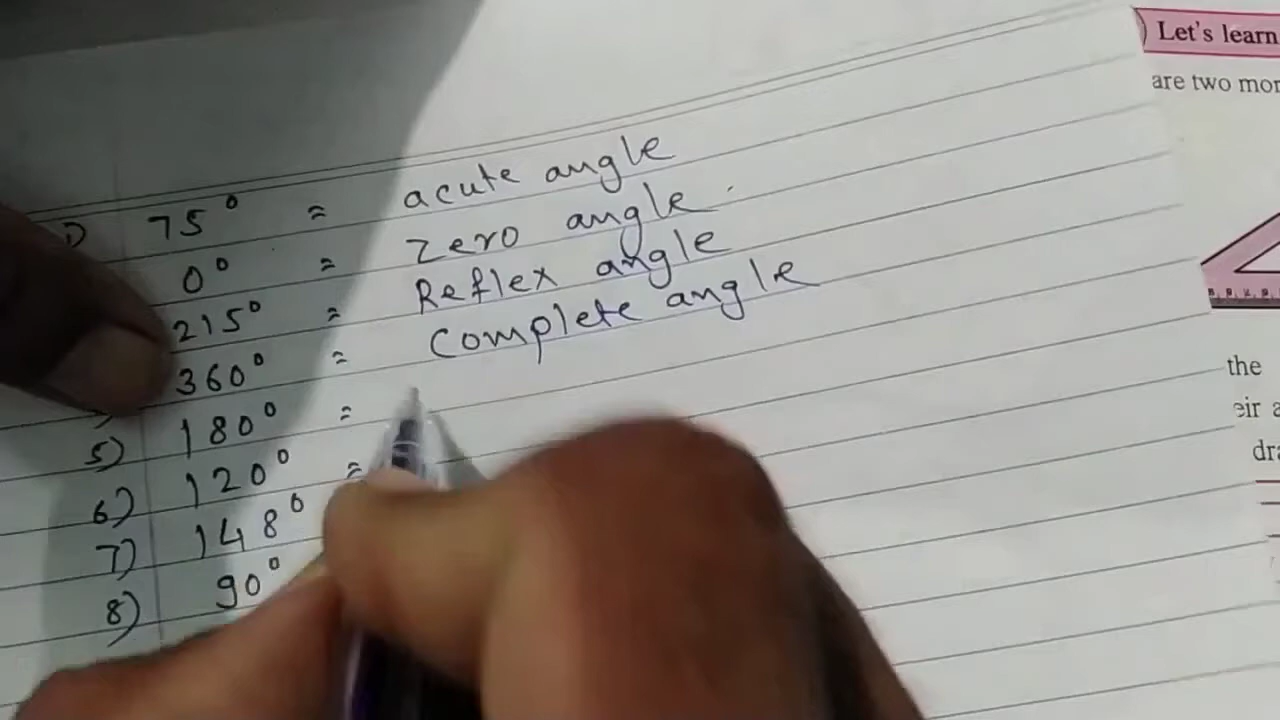 1) 75° = acute angle
0° = Zero angle
215° = Reflex angle
360° = Complete angle
5) 180° =
6) 120° =
7) 148°
8) 90°
Let's learn
are two mor
the
eir a
dra